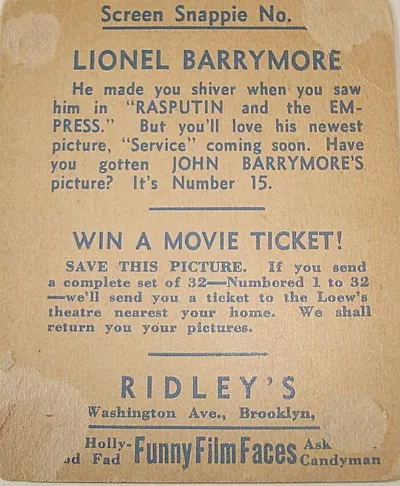 Screen Snappie No.
LIONEL BARRYMORE
He made you shiver when you saw
him in "RASPUTIN and the EM-
PRESS." But you'll love his newest
picture, "Service" coming soon. Have
you gotten JOHN BARRYMORE'S
picture? It's Number 15.
WIN A MOVIE TICKET!
SAVE THIS PICTURE. If you send
a complete set of 32—Numbered 1 to 32
—we'll send you a ticket to the Loew's
theatre nearest your home. We shall
return you your pictures.
RIDLEY'S
Washington Ave., Brooklyn,
Holly- Funny Film Faces Ask
od Fad Candyman